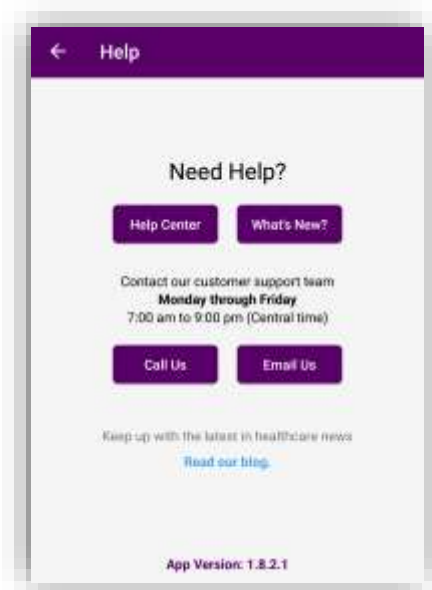 Help
Need Help?
Help Center
What's New?
Contact our customer support team
Monday through Friday
7:00 am to 9:00 pm (Central time)
Call Us
Email Us
Keep up with the latest in healthcare news
Read our blog.
App Version: 1.8.2.1